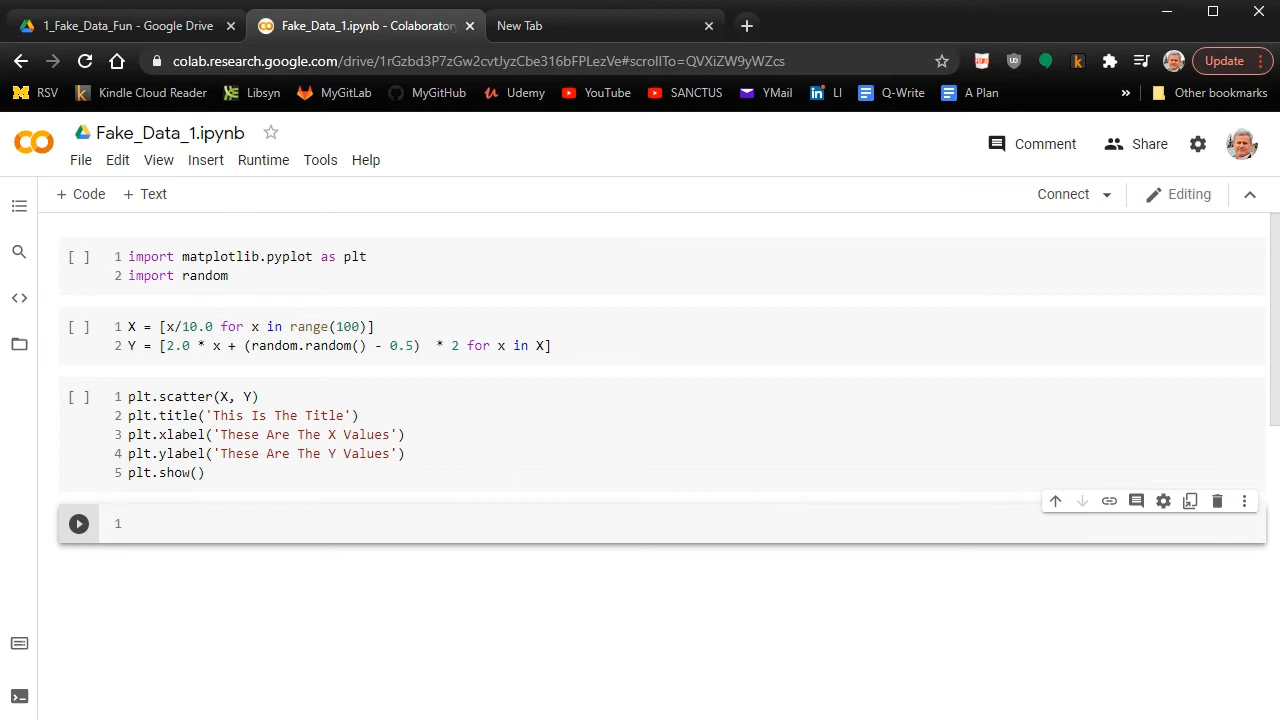 1_Fake_Data_Fun - Google Drive
Fake_Data_1.ipynb - Colaboratory
New Tab
colab.research.google.com/drive/1rGzbd3P7zGw2cvtJyzCbe316bFPLezVe#scrollTo=QVXiZW9yWZcs
Update
RSV
Kindle Cloud Reader
Libsyn
MyGitLab
MyGitHub
Udemy
YouTube
SANCTUS
YMail
LI
Q-Write
A Plan
»
Other bookmarks
Fake_Data_1.ipynb
Comment
Share
File Edit View Insert Runtime Tools Help
+ Code + Text
Connect
Editing
[ ] 1 import matplotlib.pyplot as plt
2 import random
[ ] 1 X = [x/10.0 for x in range(100)]
2 Y = [2.0 * x + (random.random() - 0.5)  * 2 for x in X]
[ ] 1 plt.scatter(X, Y)
2 plt.title('This Is The Title')
3 plt.xlabel('These Are The X Values')
4 plt.ylabel('These Are The Y Values')
5 plt.show()
1